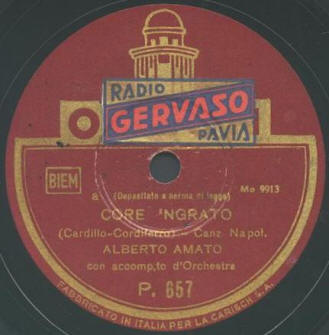 RADIO
GERVASO
PAVIA
BIEM
Mo 9913
a (Depositato a norma di legge)
CORE 'NGRATO
(Cardillo-Cordiferro) - Canz. Napol.
ALBERTO AMATO
con accomp,to d'Orchestra
P. 657
FABBRICATO IN ITALIA PER LA CARISCH S. A.